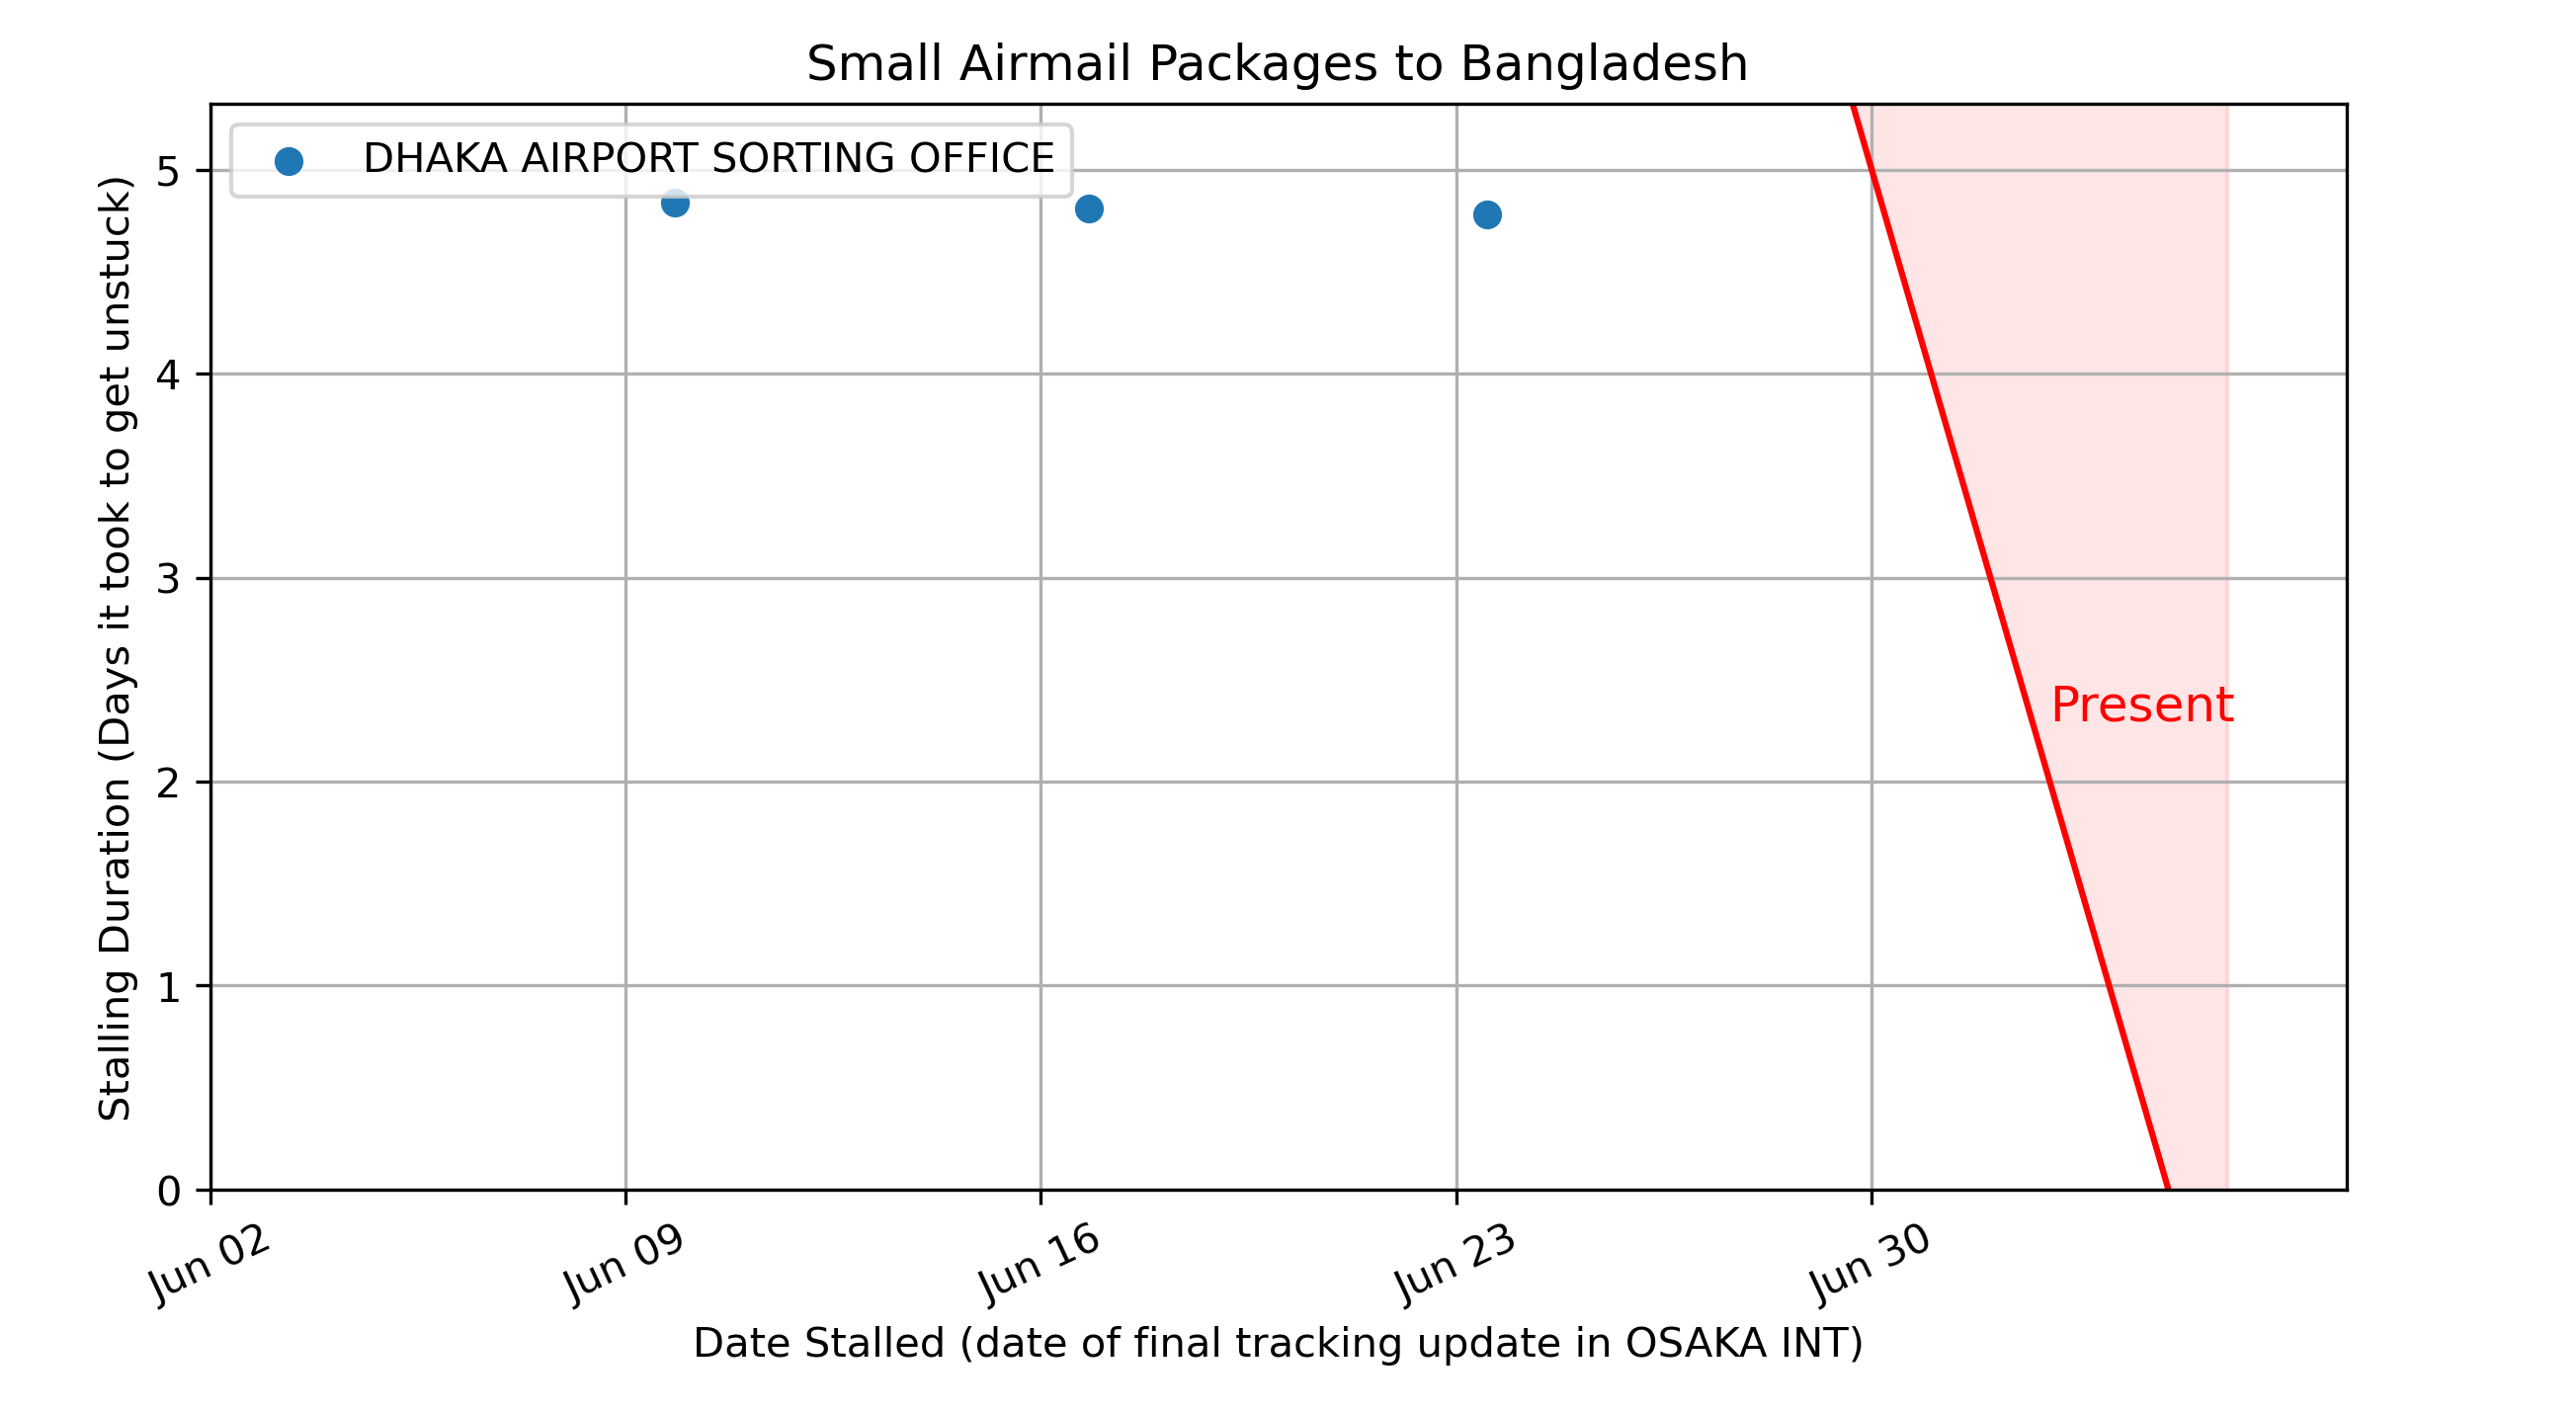 Small Airmail Packages to Bangladesh
DHAKA AIRPORT SORTING OFFICE
Stalling Duration (Days it took to get unstuck)
5
4
3
2
1
0
Present
Jun 02
Jun 09
Jun 16
Jun 23
Jun 30
Date Stalled (date of final tracking update in OSAKA INT)